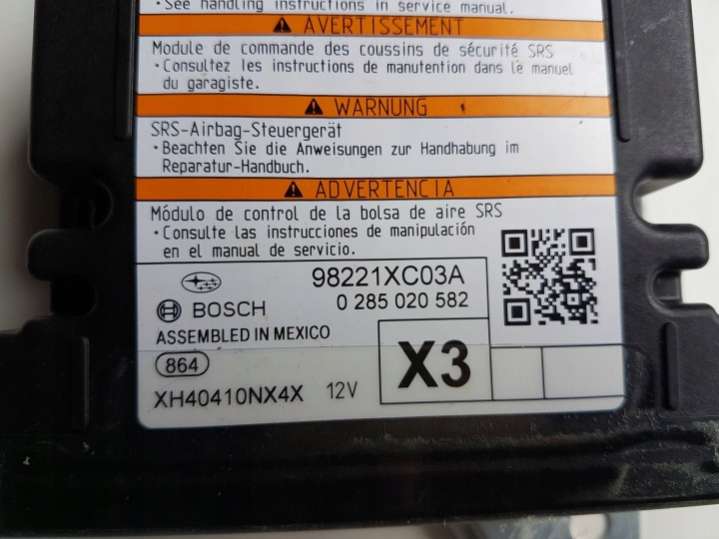 • See handling instructions in service manual.
⚠ AVERTISSEMENT
Module de commande des coussins de sécurité SRS
• Consultez les instructions de manutention dans le manuel
du garagiste.
⚠ WARNUNG
SRS-Airbag-Steuergerät
• Beachten Sie die Anweisungen zur Handhabung im
Reparatur-Handbuch.
⚠ ADVERTENCIA
Módulo de control de la bolsa de aire SRS
• Consulte las instrucciones de manipulación
en el manual de servicio.
98221XC03A
BOSCH 0 285 020 582
ASSEMBLED IN MEXICO
864
X3
XH40410NX4X 12V